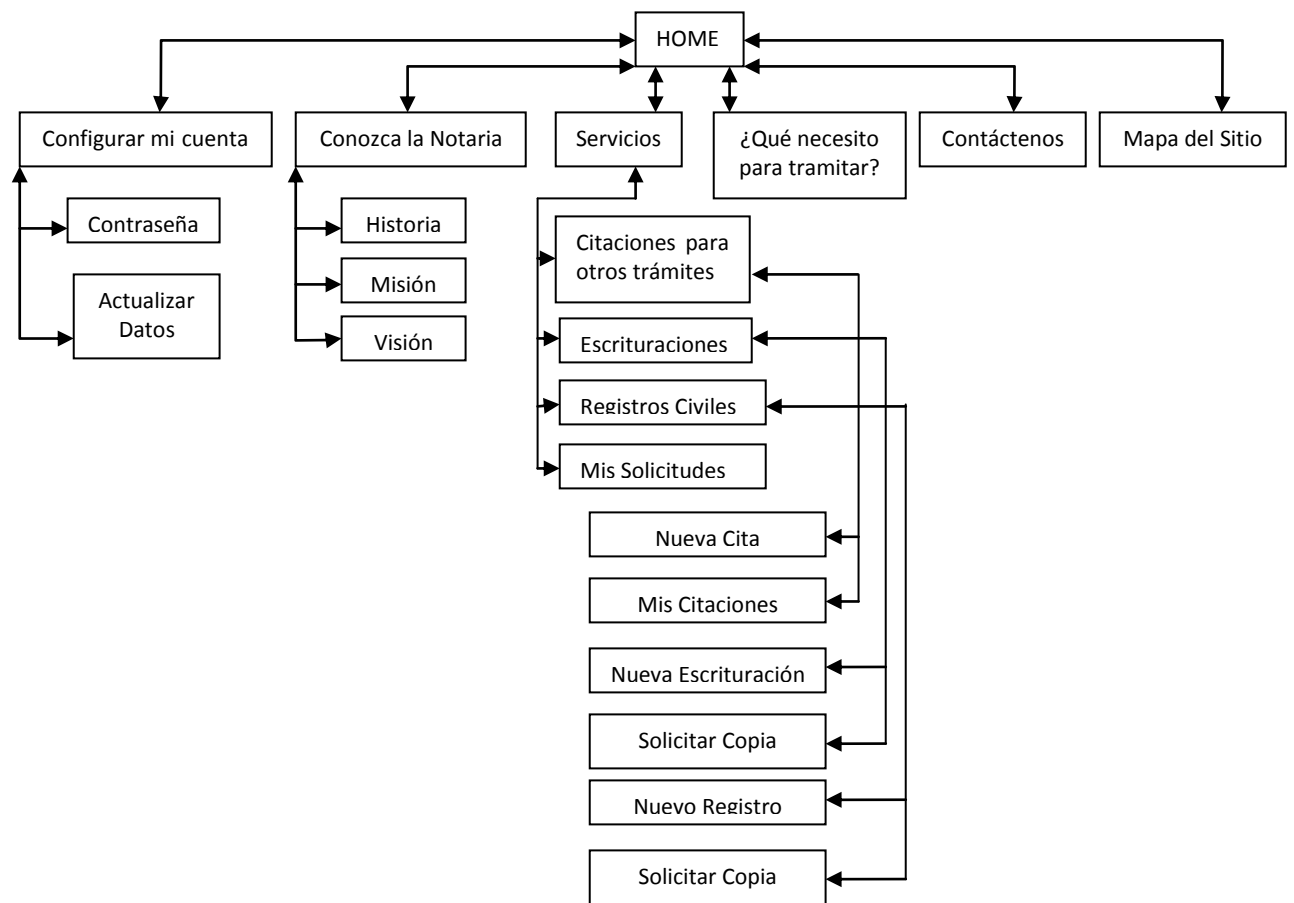 HOME
Configurar mi cuenta
Conozca la Notaria
Servicios
¿Qué necesito
para tramitar?
Contáctenos
Mapa del Sitio
Contraseña
Actualizar
Datos
Historia
Misión
Visión
Citaciones para
otros trámites
Escrituraciones
Registros Civiles
Mis Solicitudes
Nueva Cita
Mis Citaciones
Nueva Escrituración
Solicitar Copia
Nuevo Registro
Solicitar Copia